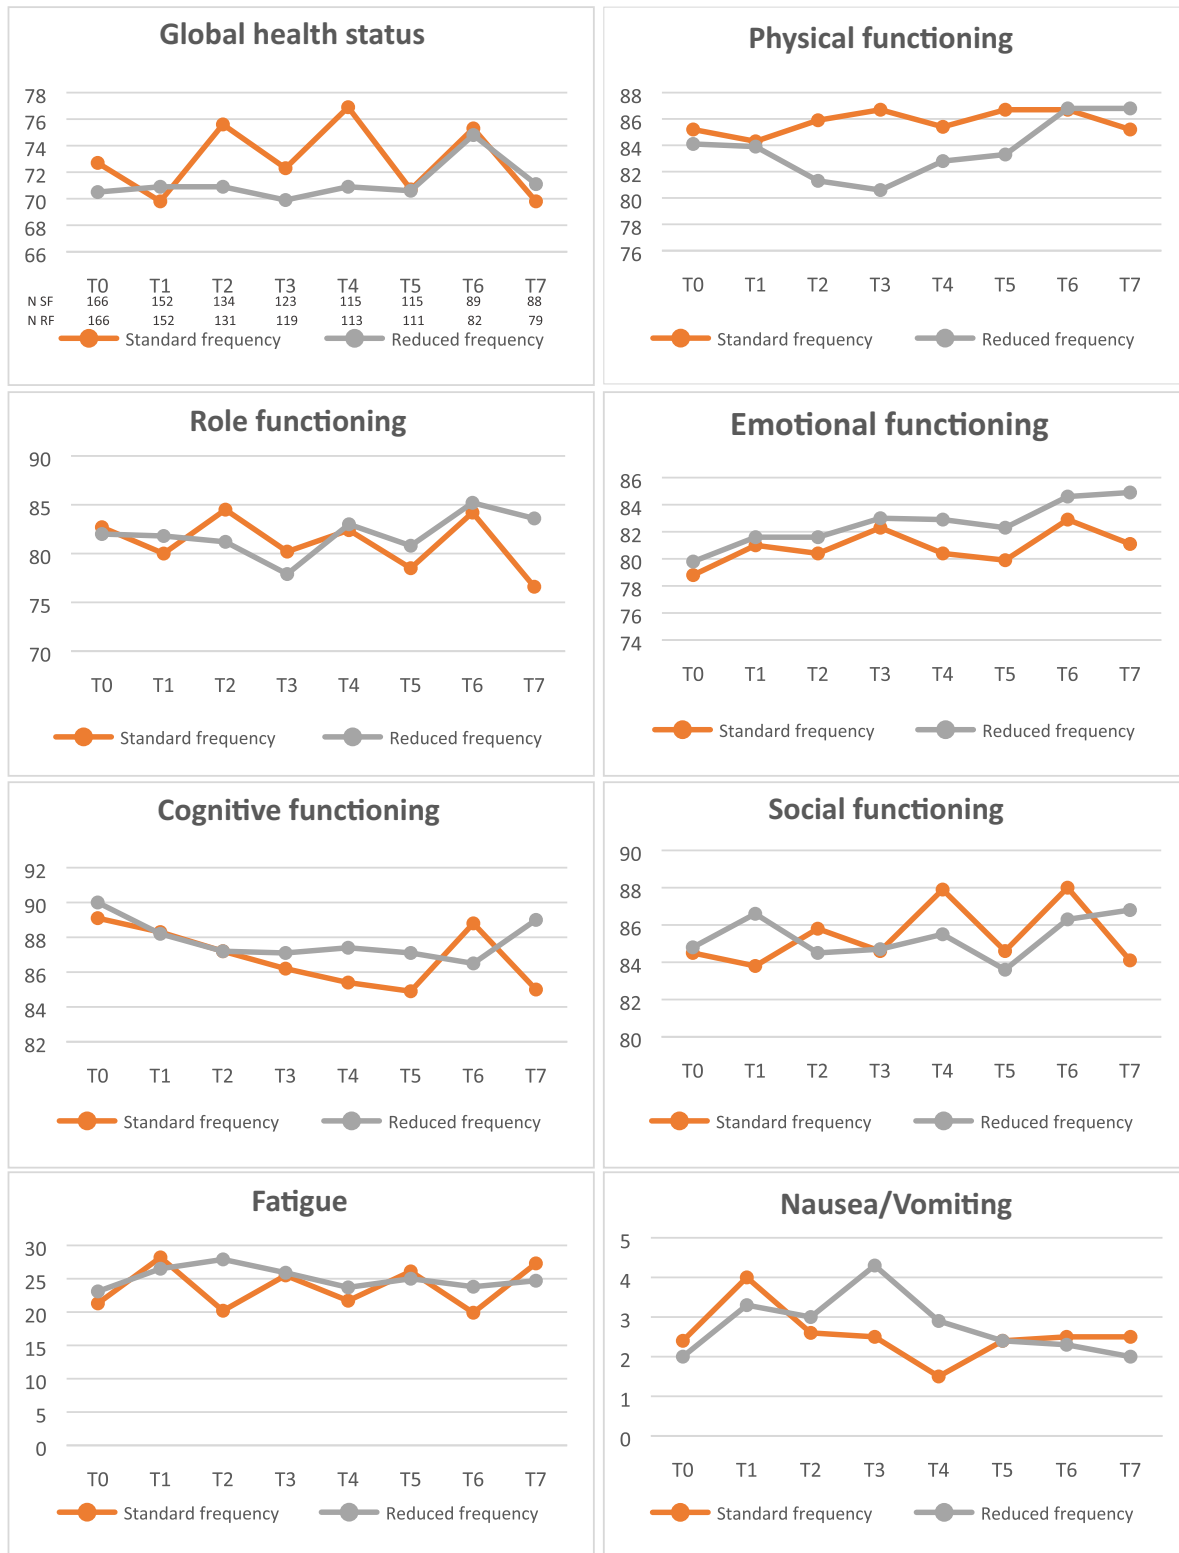 Global health status
78
76
74
72
70
68
66
T0 T1 T2 T3 T4 T5 T6 T7
N SF 166 152 134 123 115 115 89 88
N RF 166 152 131 119 113 111 82 79
Standard frequency Reduced frequency
Physical functioning
88
86
84
82
80
78
76
T0 T1 T2 T3 T4 T5 T6 T7
Standard frequency Reduced frequency
Role functioning
90
85
80
75
70
T0 T1 T2 T3 T4 T5 T6 T7
Standard frequency Reduced frequency
Emotional functioning
86
84
82
80
78
76
74
T0 T1 T2 T3 T4 T5 T6 T7
Standard frequency Reduced frequency
Cognitive functioning
92
90
88
86
84
82
T0 T1 T2 T3 T4 T5 T6 T7
Standard frequency Reduced frequency
Social functioning
90
88
86
84
82
80
T0 T1 T2 T3 T4 T5 T6 T7
Standard frequency Reduced frequency
Fatigue
30
25
20
15
10
5
0
T0 T1 T2 T3 T4 T5 T6 T7
Standard frequency Reduced frequency
Nausea/Vomiting
5
4
3
2
1
0
T0 T1 T2 T3 T4 T5 T6 T7
Standard frequency Reduced frequency